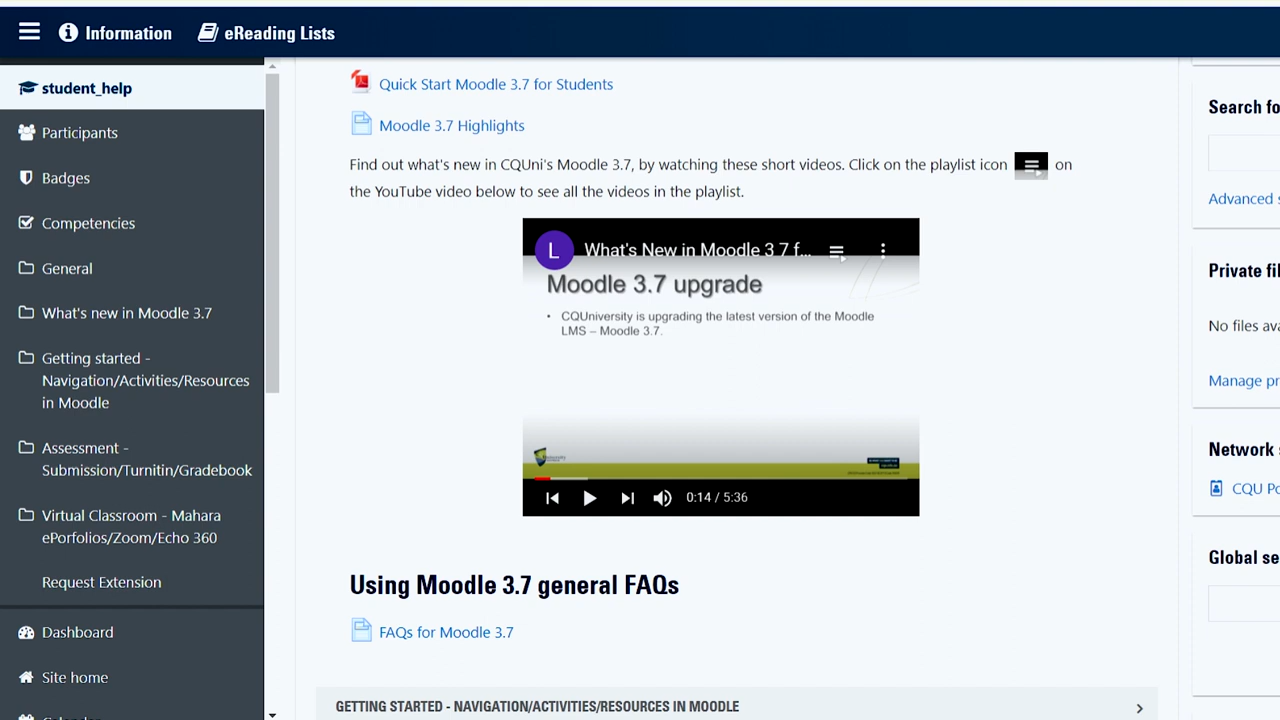 Information
eReading Lists
student_help
Participants
Badges
Competencies
General
What's new in Moodle 3.7
Getting started -
Navigation/Activities/Resources
in Moodle
Assessment -
Submission/Turnitin/Gradebook
Virtual Classroom - Mahara
ePorfolios/Zoom/Echo 360
Request Extension
Dashboard
Site home
Quick Start Moodle 3.7 for Students
Moodle 3.7 Highlights
Find out what's new in CQUni's Moodle 3.7, by watching these short videos. Click on the playlist icon on
the YouTube video below to see all the videos in the playlist.
L
What's New in Moodle 3 7 f...
Moodle 3.7 upgrade
• CQUniversity is upgrading the latest version of the Moodle
LMS – Moodle 3.7.
0:14 / 5:36
Using Moodle 3.7 general FAQs
FAQs for Moodle 3.7
GETTING STARTED - NAVIGATION/ACTIVITIES/RESOURCES IN MOODLE
Search fo
Advanced s
Private fil
No files ava
Manage pr
Network s
CQU Po
Global se